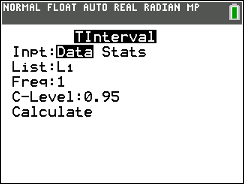 NORMAL FLOAT AUTO REAL RADIAN MP
TInterval
Inpt:Data Stats
List:L₁
Freq:1
C-Level:0.95
Calculate